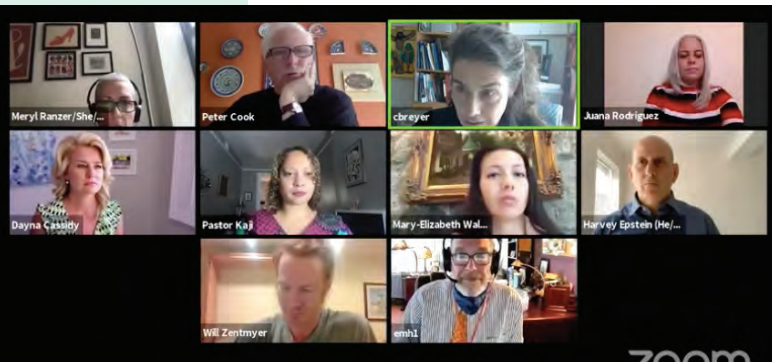 Meryl Ranzer/She/...
Peter Cook
cbreyer
Juana Rodriguez
Dayna Cassidy
Pastor Kaji
Mary-Elizabeth Wal...
Harvey Epstein (He/...
Will Zentmyer
emh1
zoom